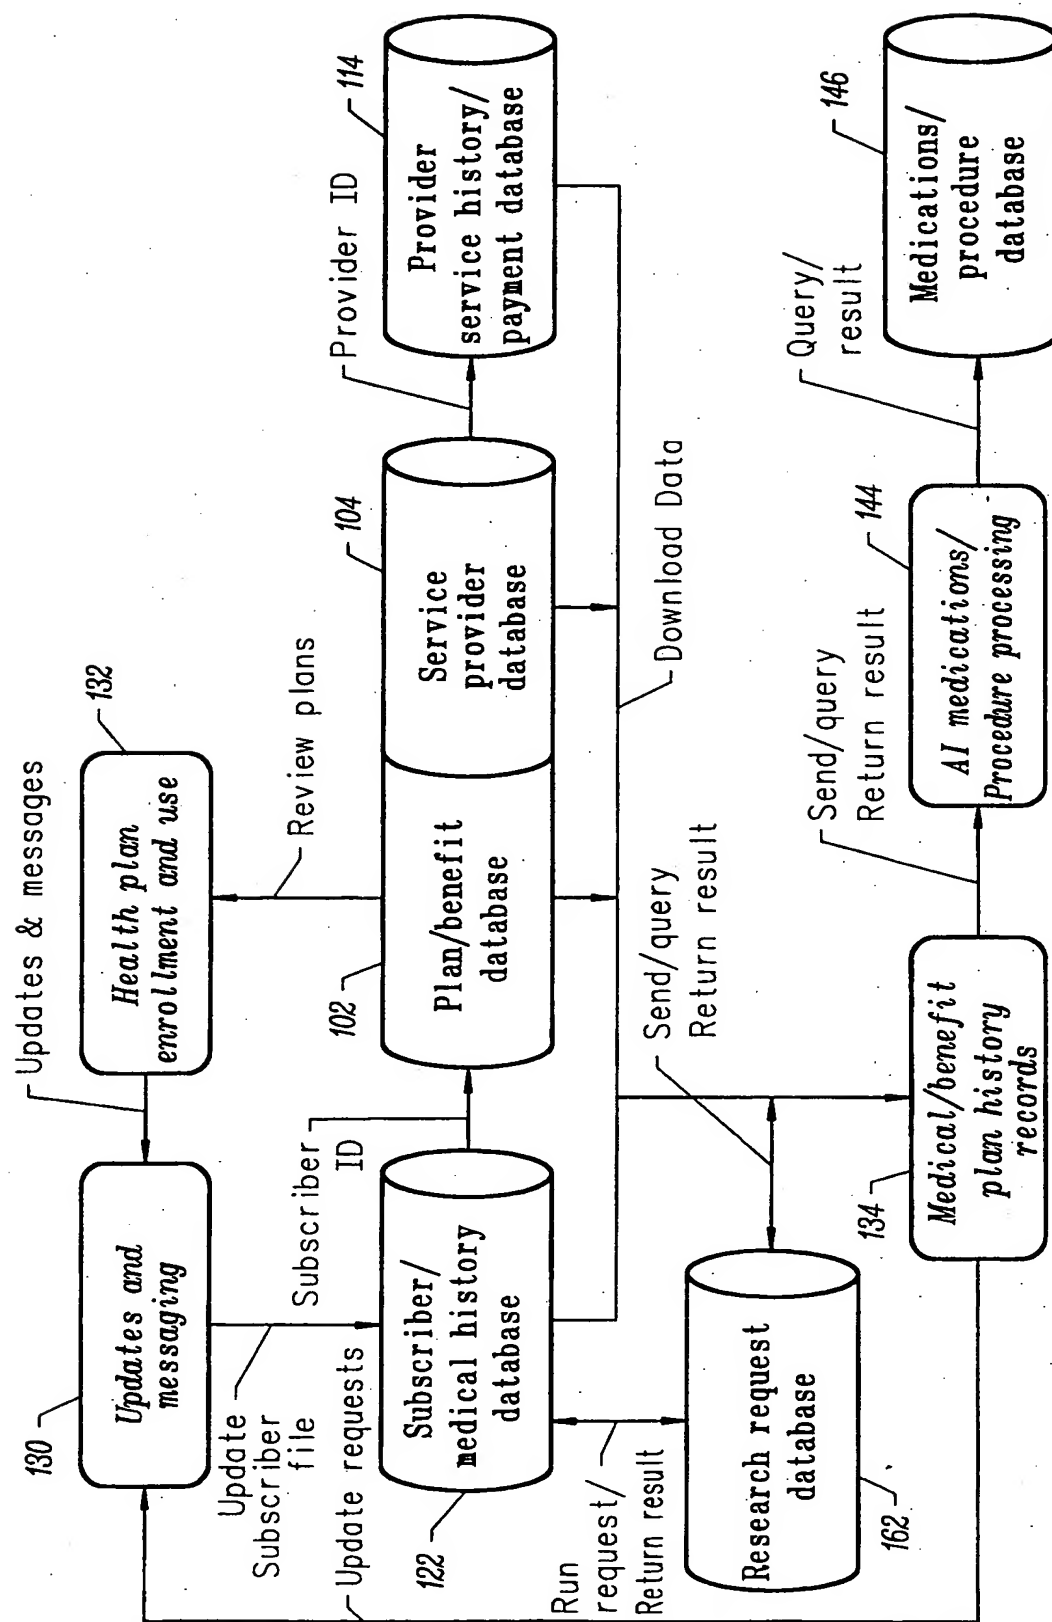 Updates & messages
130
Updates and
messaging
132
Health plan
enrollment and use
Update
Subscriber
file
Review plans
Subscriber
ID
Provider ID
Update requests
122
Subscriber/
medical history
database
102
Plan/benefit
database
104
Service
provider
database
114
Provider
service history/
payment database
Run
request/
Return result
Download Data
Send/query
Return result
162
Research request
database
134
Medical/benefit
plan history
records
Send/query
Return result
144
AI medications/
Procedure processing
Query/
result
146
Medications/
procedure
database